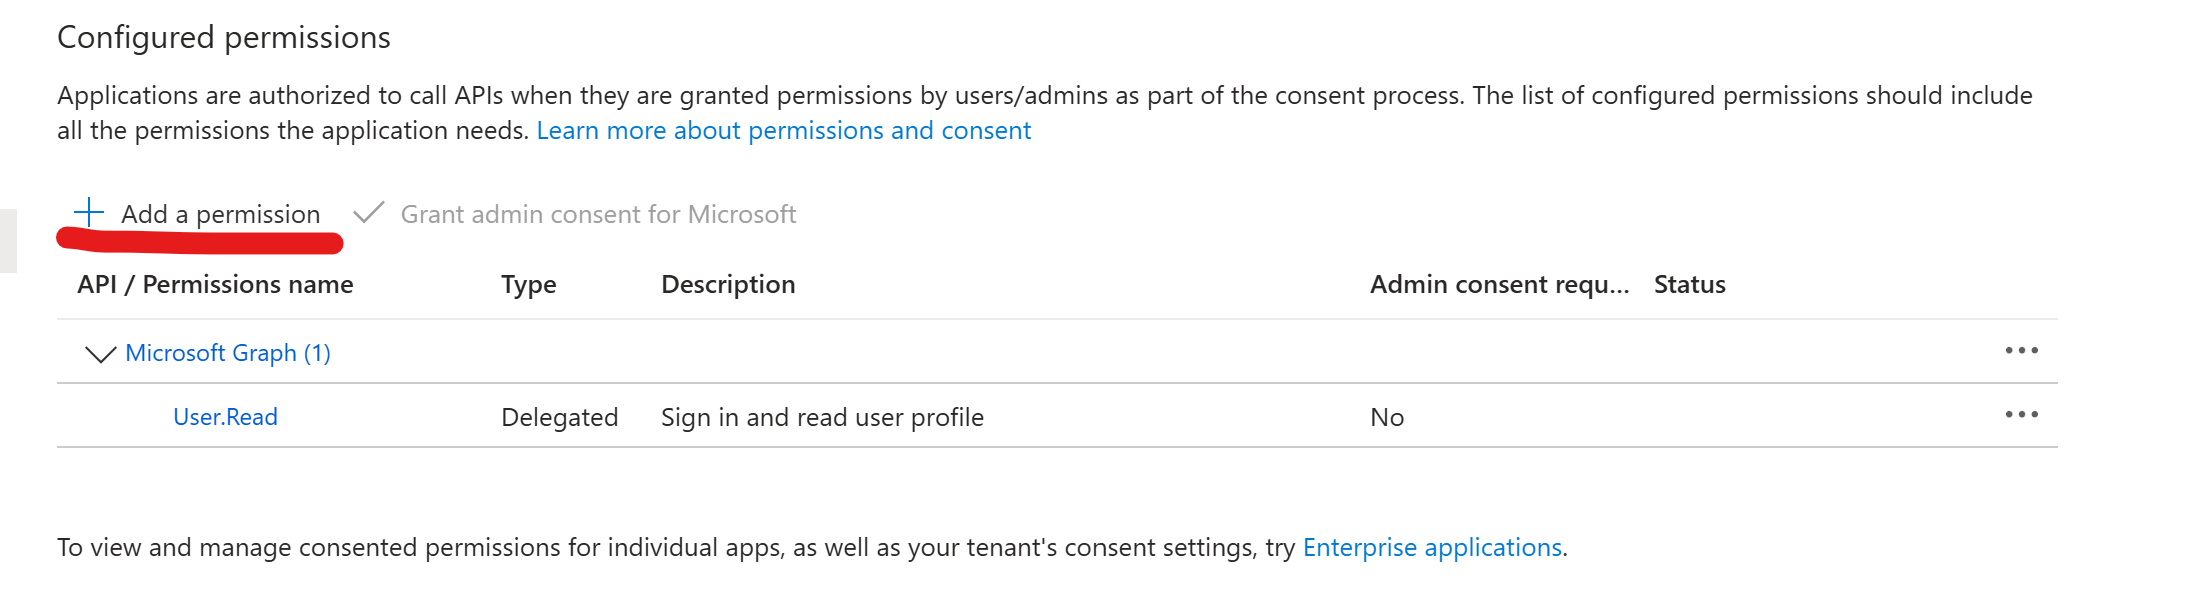 Configured permissions
Applications are authorized to call APIs when they are granted permissions by users/admins as part of the consent process. The list of configured permissions should include
all the permissions the application needs. Learn more about permissions and consent
Add a permission Grant admin consent for Microsoft
API / Permissions name Type Description Admin consent requ... Status
Microsoft Graph (1)
User.Read Delegated Sign in and read user profile No
To view and manage consented permissions for individual apps, as well as your tenant's consent settings, try Enterprise applications.